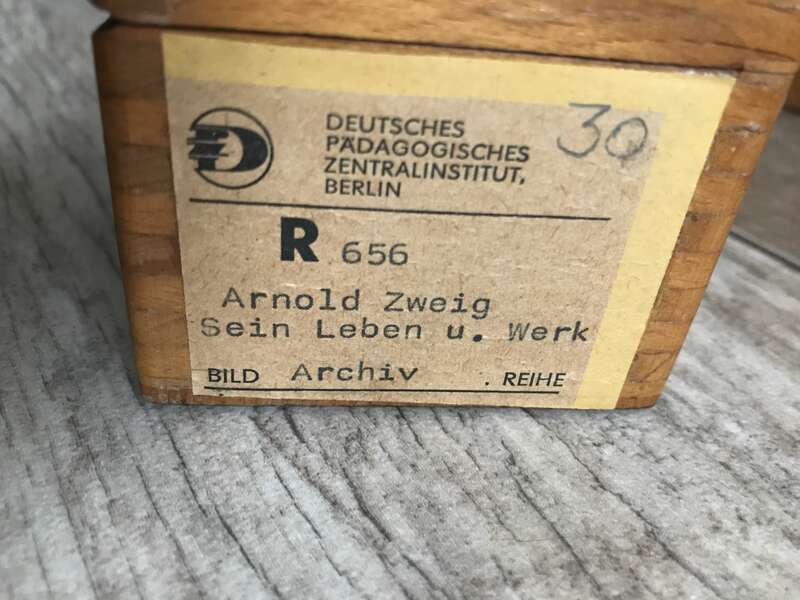 DEUTSCHES
PÄDAGOGISCHES
ZENTRALINSTITUT,
BERLIN
30
R 656
Arnold Zweig
Sein Leben u. Werk
BILD Archiv . REIHE